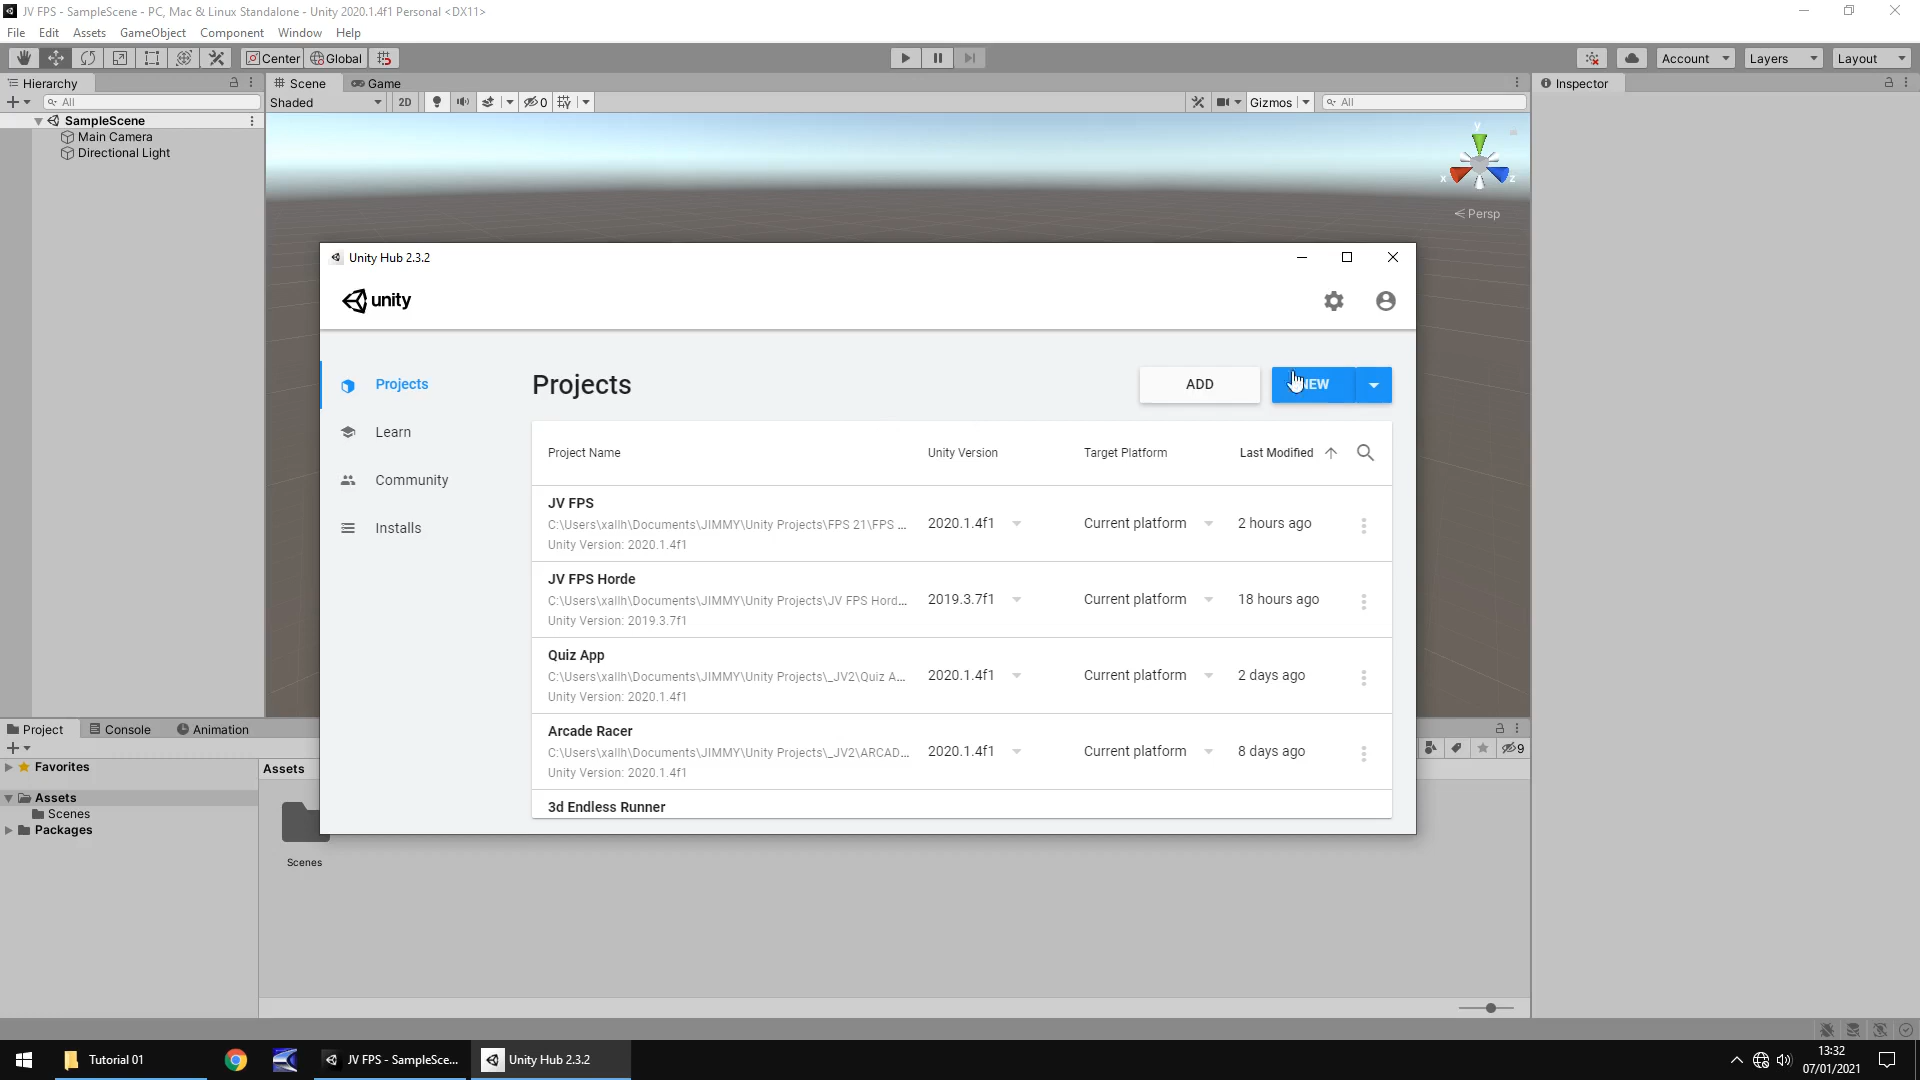 JV FPS - SampleScene - PC, Mac & Linux Standalone - Unity 2020.1.4f1 Personal <DX11>
File Edit Assets GameObject Component Window Help
Center Global Account Layers Layout
Hierarchy
Scene Game
Inspector
All
Shaded 2D 0 Gizmos All
SampleScene
Main Camera
Directional Light
y
x z
Persp
Unity Hub 2.3.2
unity
Projects
Learn
Community
Installs
Projects
ADD
NEW
Project Name Unity Version Target Platform Last Modified
JV FPS
C:\Users\xallh\Documents\JIMMY\Unity Projects\FPS 21\FPS ... 2020.1.4f1 Current platform 2 hours ago
Unity Version: 2020.1.4f1
JV FPS Horde
C:\Users\xallh\Documents\JIMMY\Unity Projects\JV FPS Hord... 2019.3.7f1 Current platform 18 hours ago
Unity Version: 2019.3.7f1
Quiz App
C:\Users\xallh\Documents\JIMMY\Unity Projects\_JV2\Quiz A... 2020.1.4f1 Current platform 2 days ago
Unity Version: 2020.1.4f1
Arcade Racer
C:\Users\xallh\Documents\JIMMY\Unity Projects\_JV2\ARCAD... 2020.1.4f1 Current platform 8 days ago
Unity Version: 2020.1.4f1
3d Endless Runner
Project Console Animation
9
Favorites
Assets
Scenes
Packages
Assets
Scenes
Tutorial 01
JV FPS - SampleSce...
Unity Hub 2.3.2
13:32
07/01/2021